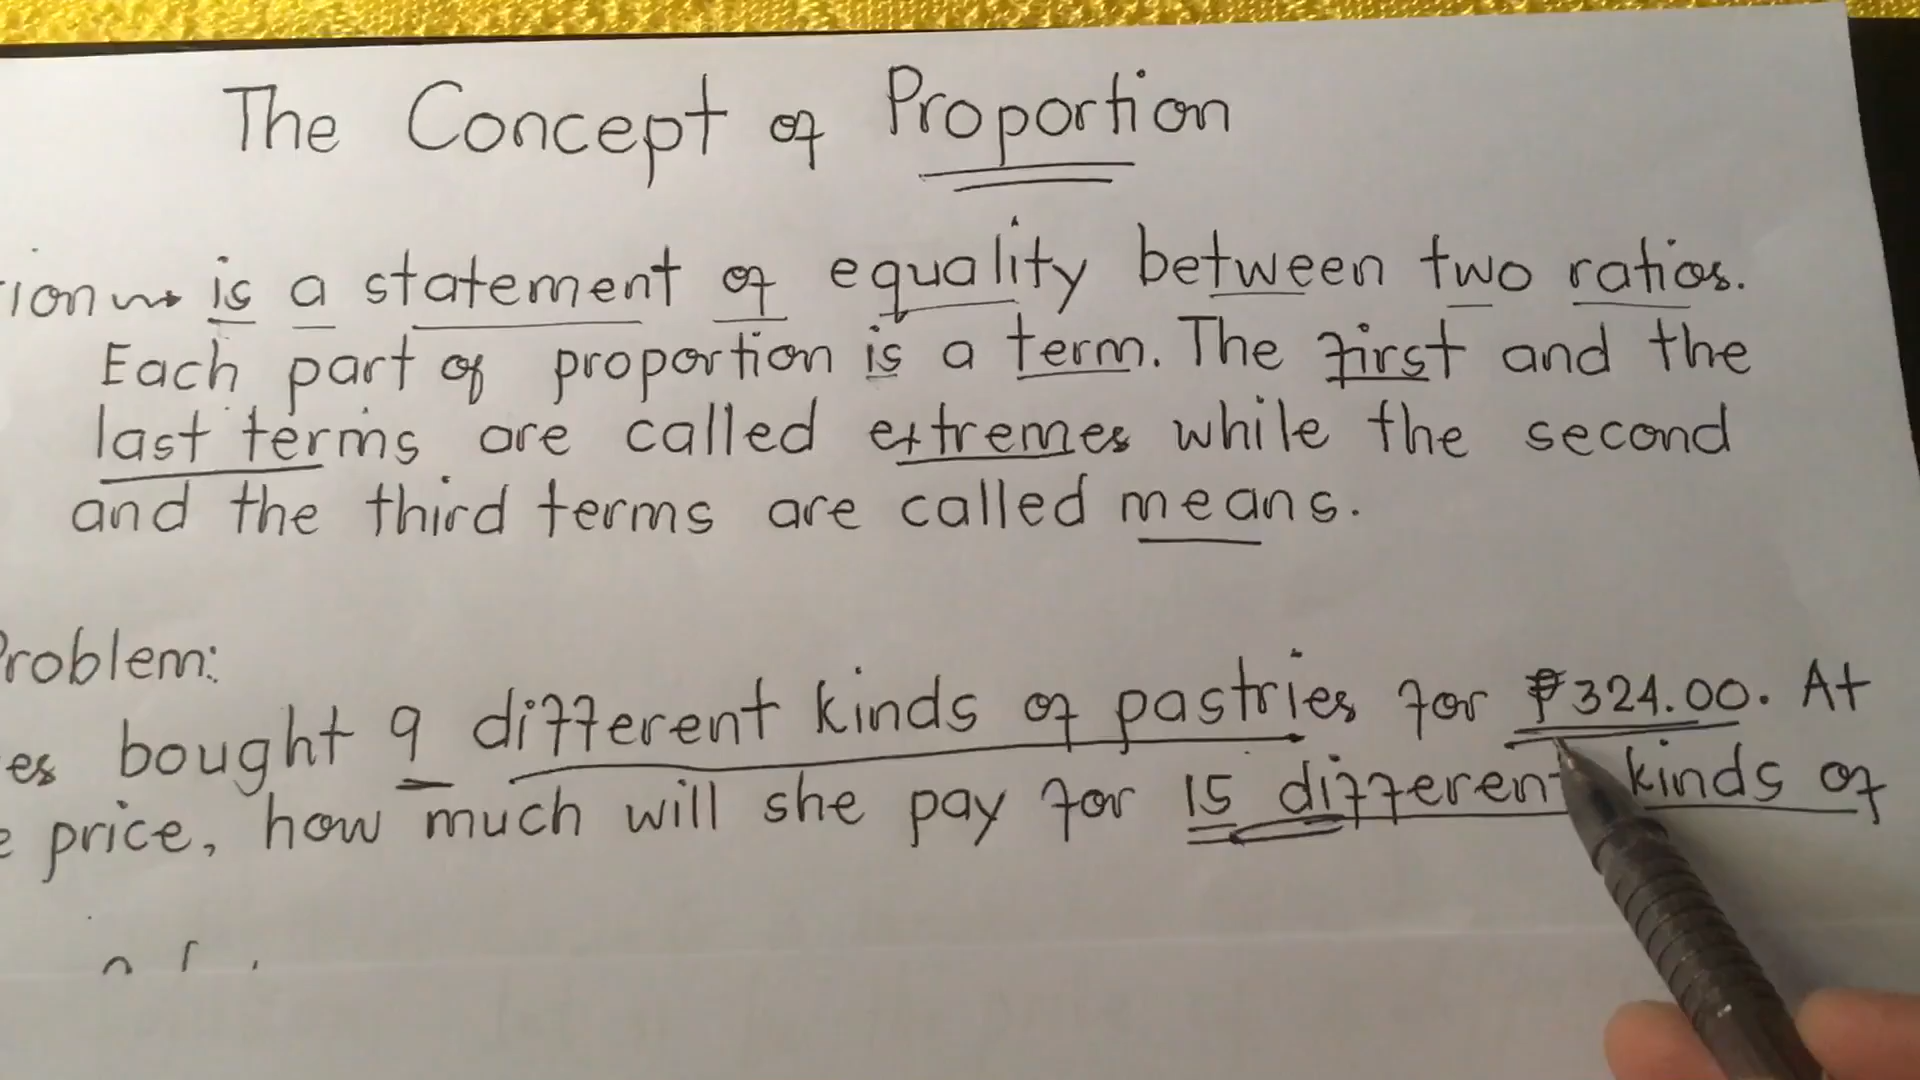 The Concept of Proportion
is a statement of equality between two ratios.
Each part of proportion is a term. The first and the
last terms are called extremes while the second
and the third terms are called means.
Problem:
bought 9 different kinds of pastries for ₱324.00. At
price, how much will she pay for 15 different kinds of